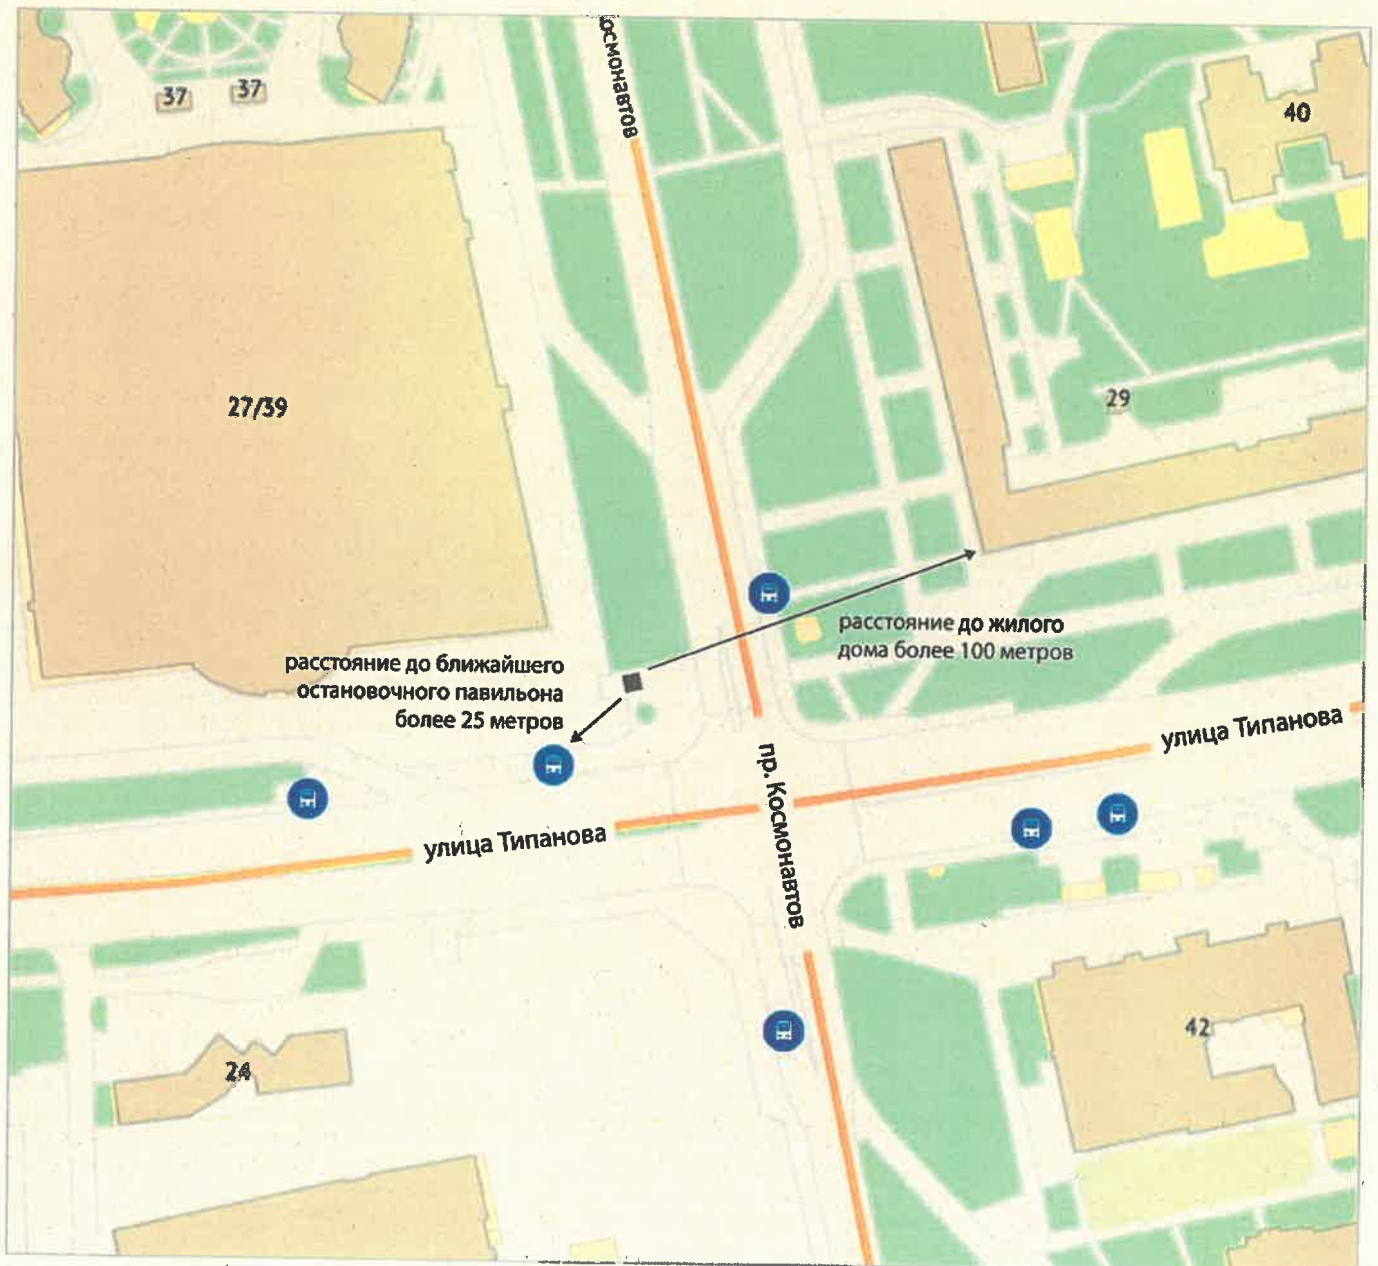 осмонавтов
37
37
40
27/39
29
расстояние до жилого
дома более 100 метров
расстояние до ближайшего
остановочного павильона
более 25 метров
улица Типанова
пр. Космонавтов
улица Типанова
42
24